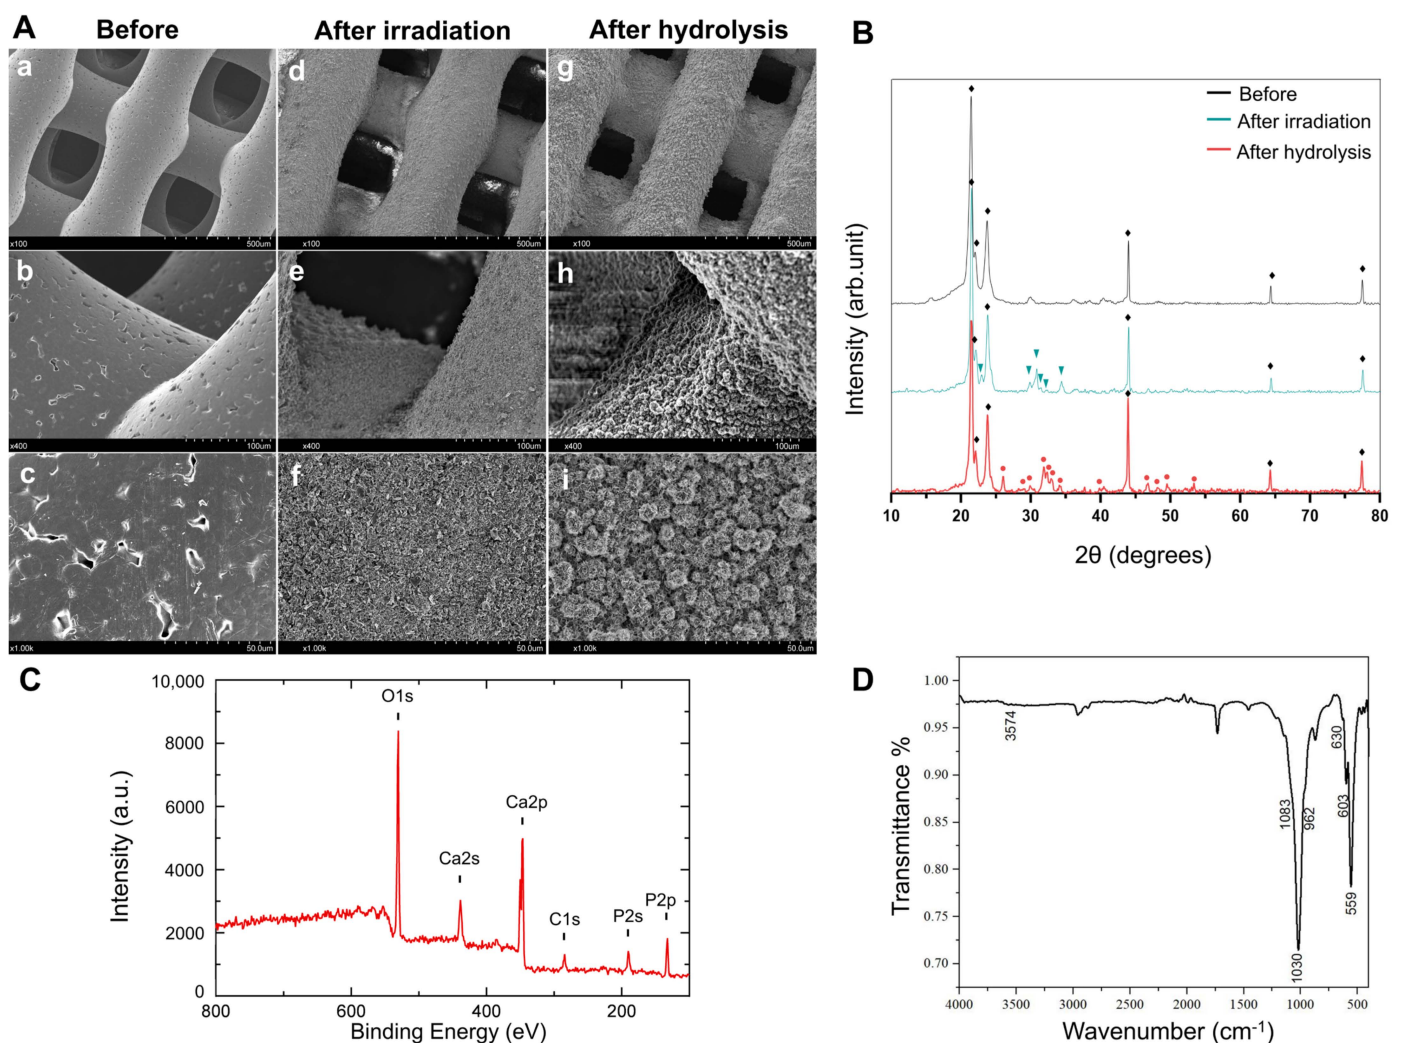 A Before After irradiation After hydrolysis
a d g
x100 500um x100 500um x100 500um
b e h
x400 100um x400 100um x400 100um
c f i
x1.00k 50.0um x1.00k 50.0um x1.00k 50.0um
B
Before
After irradiation
After hydrolysis
Intensity (arb.unit)
10 20 30 40 50 60 70 80
2θ (degrees)
C
10,000
8000
6000
4000
2000
0
Intensity (a.u.)
O1s
Ca2s
Ca2p
C1s
P2s
P2p
800 600 400 200
Binding Energy (eV)
D
1.00
0.95
0.90
0.85
0.80
0.75
0.70
Transmittance %
3574
1083
1030
962
630
603
559
4000 3500 3000 2500 2000 1500 1000 500
Wavenumber (cm-1)